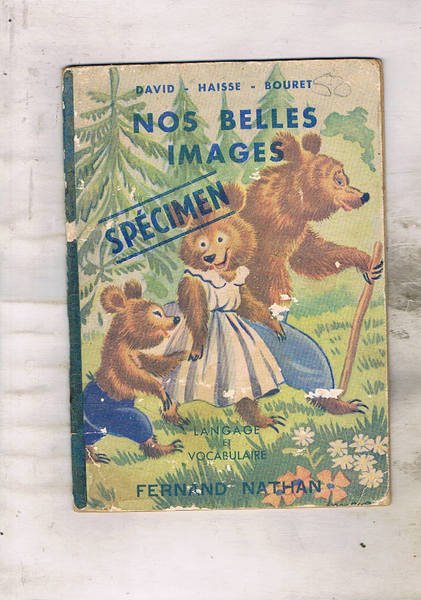 DAVID - HAISSE - BOURET
NOS BELLES
IMAGES
SPÉCIMEN
LANGAGE
ET
VOCABULAIRE
FERNAND NATHAN